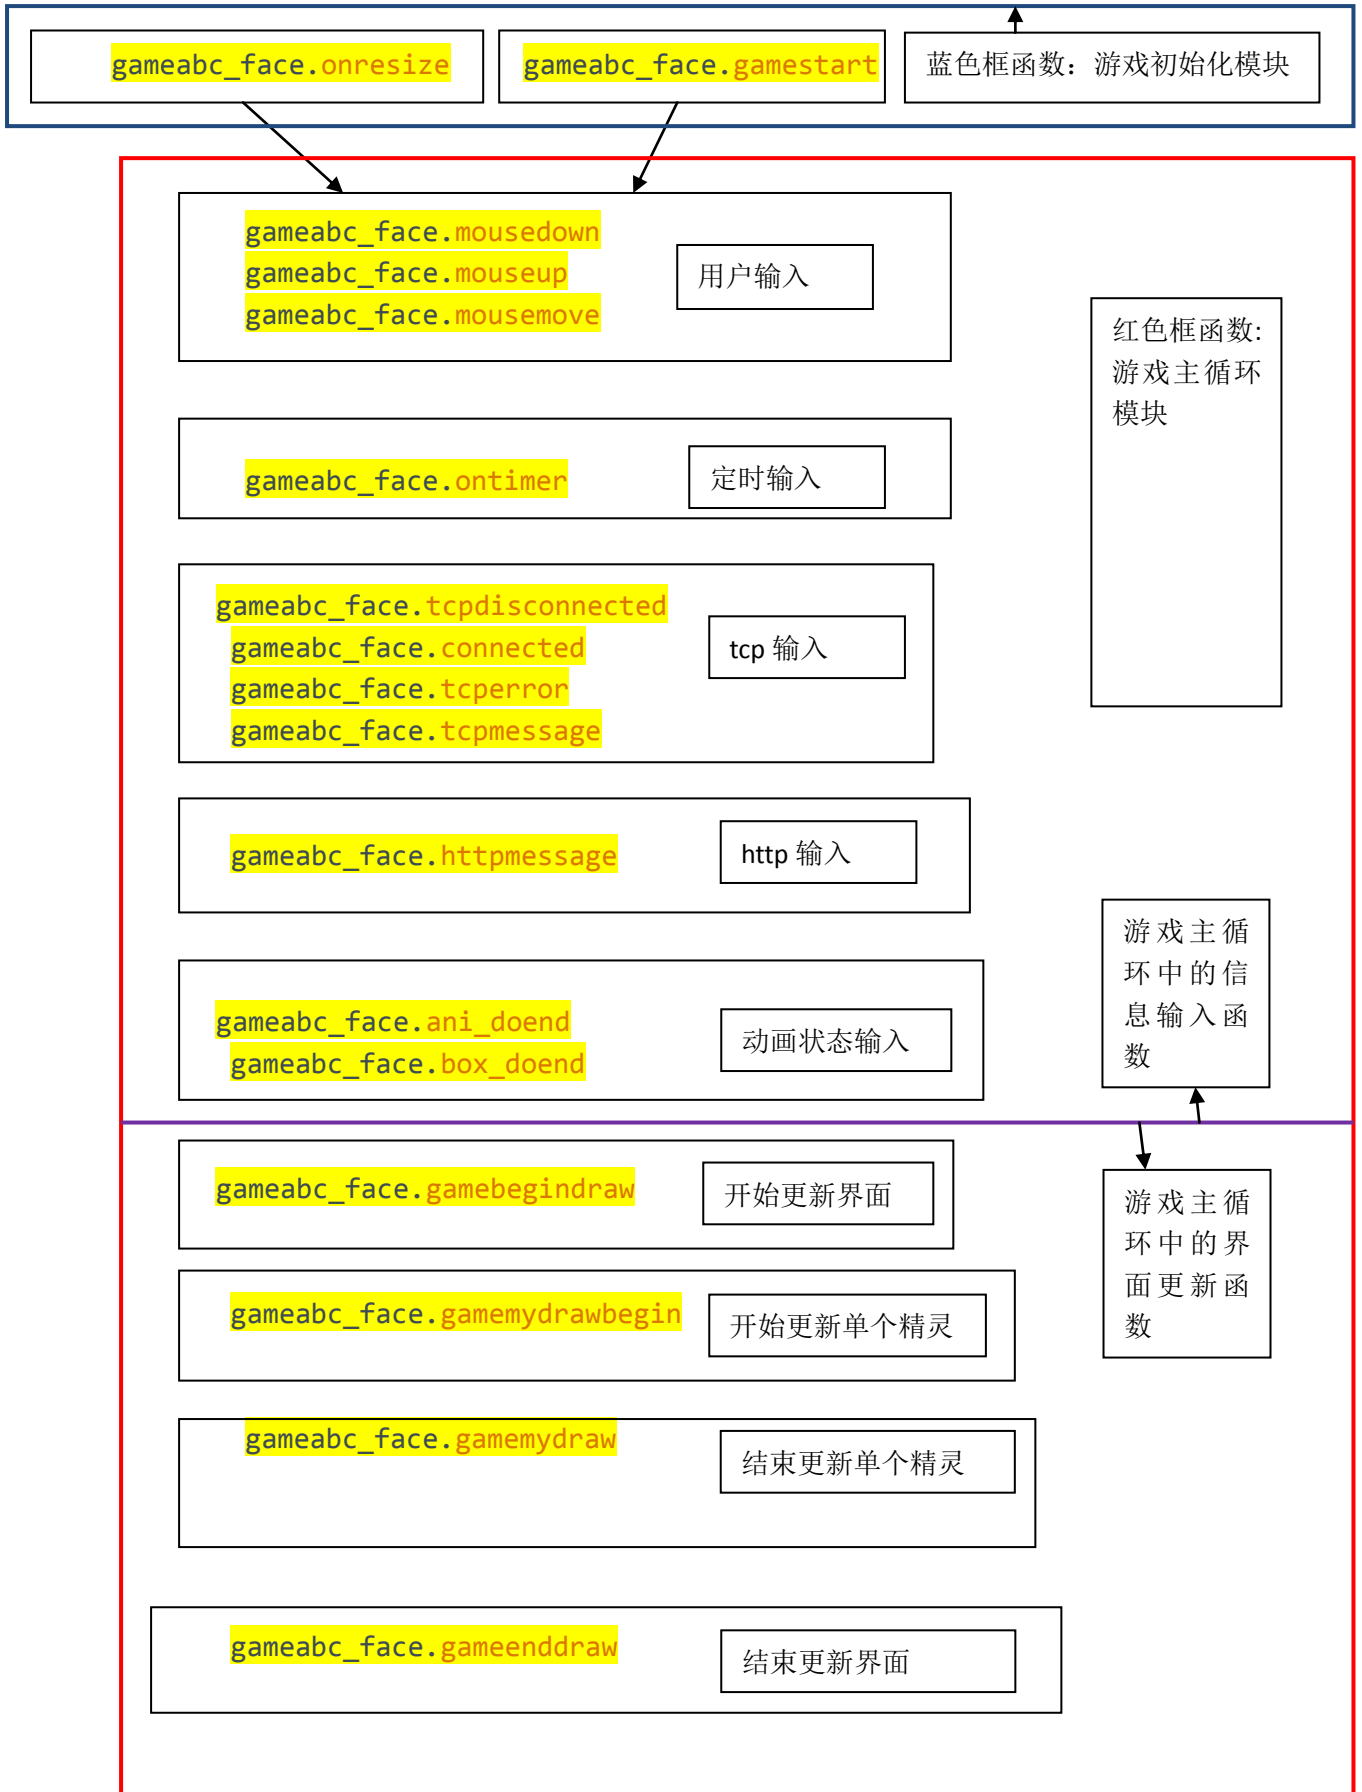 gameabc_face.onresize
gameabc_face.gamestart
蓝色框函数：游戏初始化模块
gameabc_face.mousedown
gameabc_face.mouseup
gameabc_face.mousemove
用户输入
红色框函数:
游戏主循环
模块
gameabc_face.ontimer
定时输入
gameabc_face.tcpdisconnected
gameabc_face.connected
gameabc_face.tcperror
gameabc_face.tcpmessage
tcp 输入
gameabc_face.httpmessage
http 输入
游戏主循
环中的信
息输入函
数
gameabc_face.ani_doend
gameabc_face.box_doend
动画状态输入
gameabc_face.gamebegindraw
开始更新界面
游戏主循
环中的界
面更新函
数
gameabc_face.gamemydrawbegin
开始更新单个精灵
gameabc_face.gamemydraw
结束更新单个精灵
gameabc_face.gameenddraw
结束更新界面